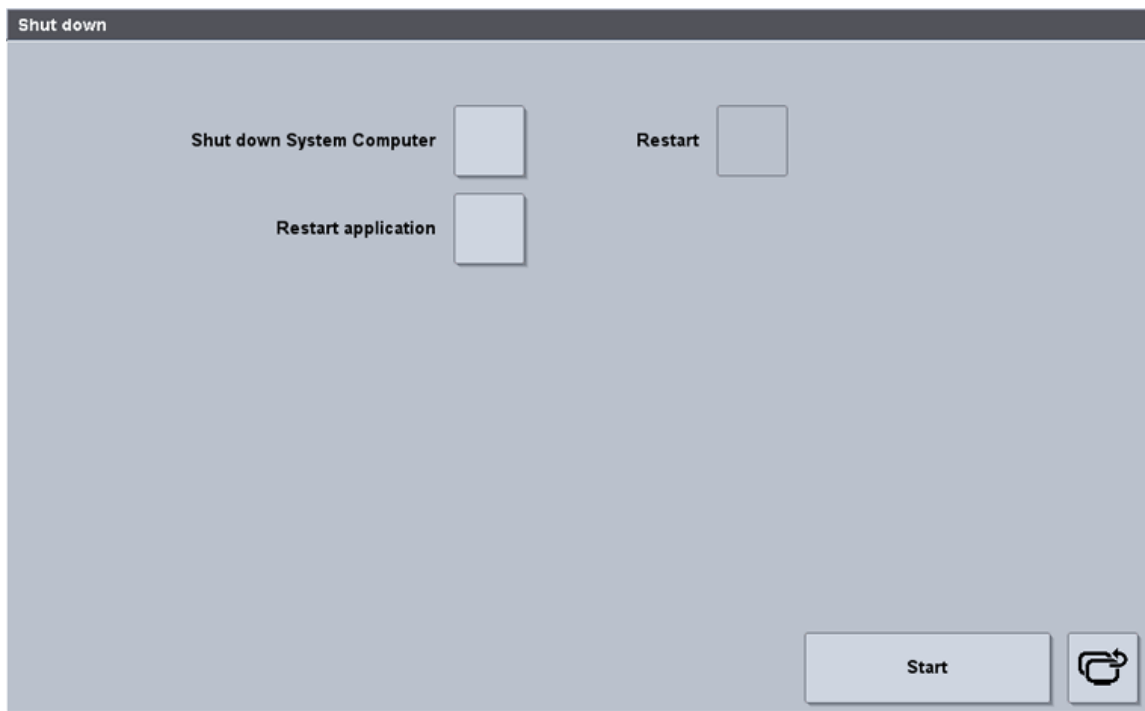 Shut down
Shut down System Computer Restart
Restart application
Start